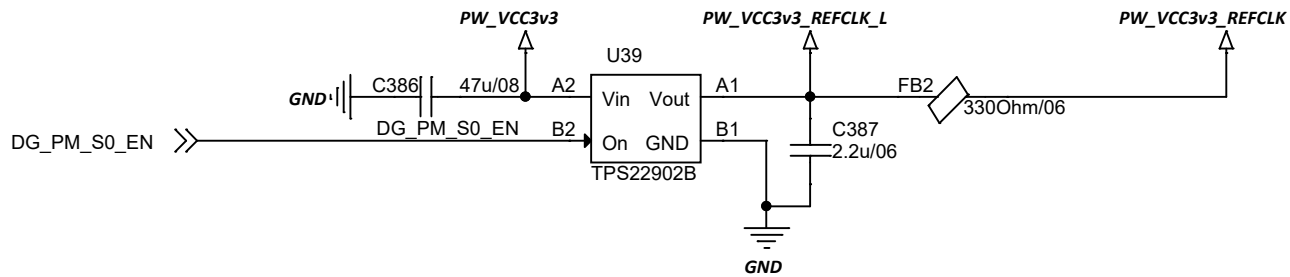 PW_VCC3v3 PW_VCC3v3_REFCLK_L PW_VCC3v3_REFCLK
U39
GND C386 47u/08 A2 Vin Vout A1 FB2 330Ohm/06
DG_PM_S0_EN DG_PM_S0_EN B2 On GND B1 C387
TPS22902B 2.2u/06
GND